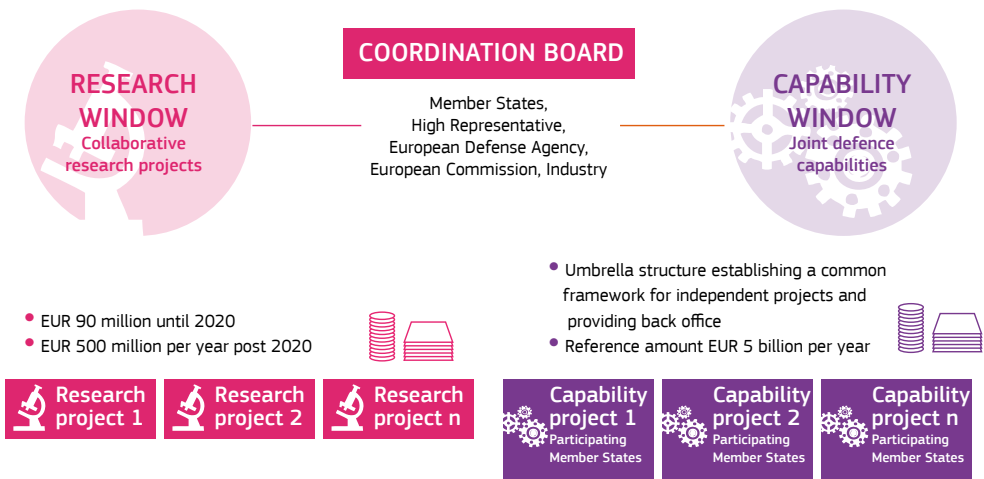 RESEARCH
WINDOW
Collaborative
research projects
COORDINATION BOARD
Member States,
High Representative,
European Defense Agency,
European Commission, Industry
CAPABILITY
WINDOW
Joint defence
capabilities
• EUR 90 million until 2020
• EUR 500 million per year post 2020
• Umbrella structure establishing a common
framework for independent projects and
providing back office
• Reference amount EUR 5 billion per year
Research
project 1
Research
project 2
Research
project n
Capability
project 1
Participating
Member States
Capability
project 2
Participating
Member States
Capability
project n
Participating
Member States